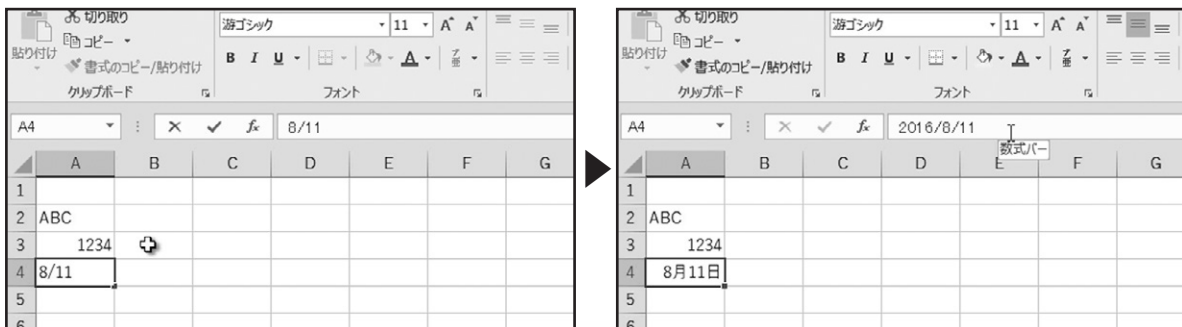 切り取り
コピー
貼り付け
書式のコピー/貼り付け
クリップボード
游ゴシック
11
A A
B I U
A
フォント
A4
fx
8/11
A B C D E F G
1
2 ABC
3 1234
4 8/11
5
6
切り取り
コピー
貼り付け
書式のコピー/貼り付け
クリップボード
游ゴシック
11
A A
B I U
A
フォント
A4
fx
2016/8/11
数式バー
A B C D E F G
1
2 ABC
3 1234
4 8月11日
5
6